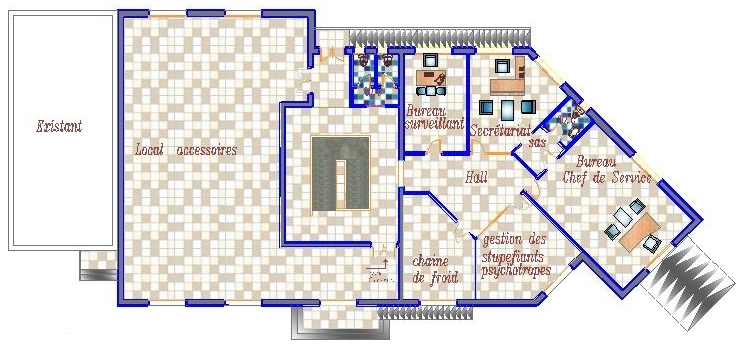 Existant
Local accessoires
Bureau
surveillant
Secrétariat
sas
Bureau
Chef de Service
Hall
chaine
de froid
gestion des
stupefiants
psychotropes